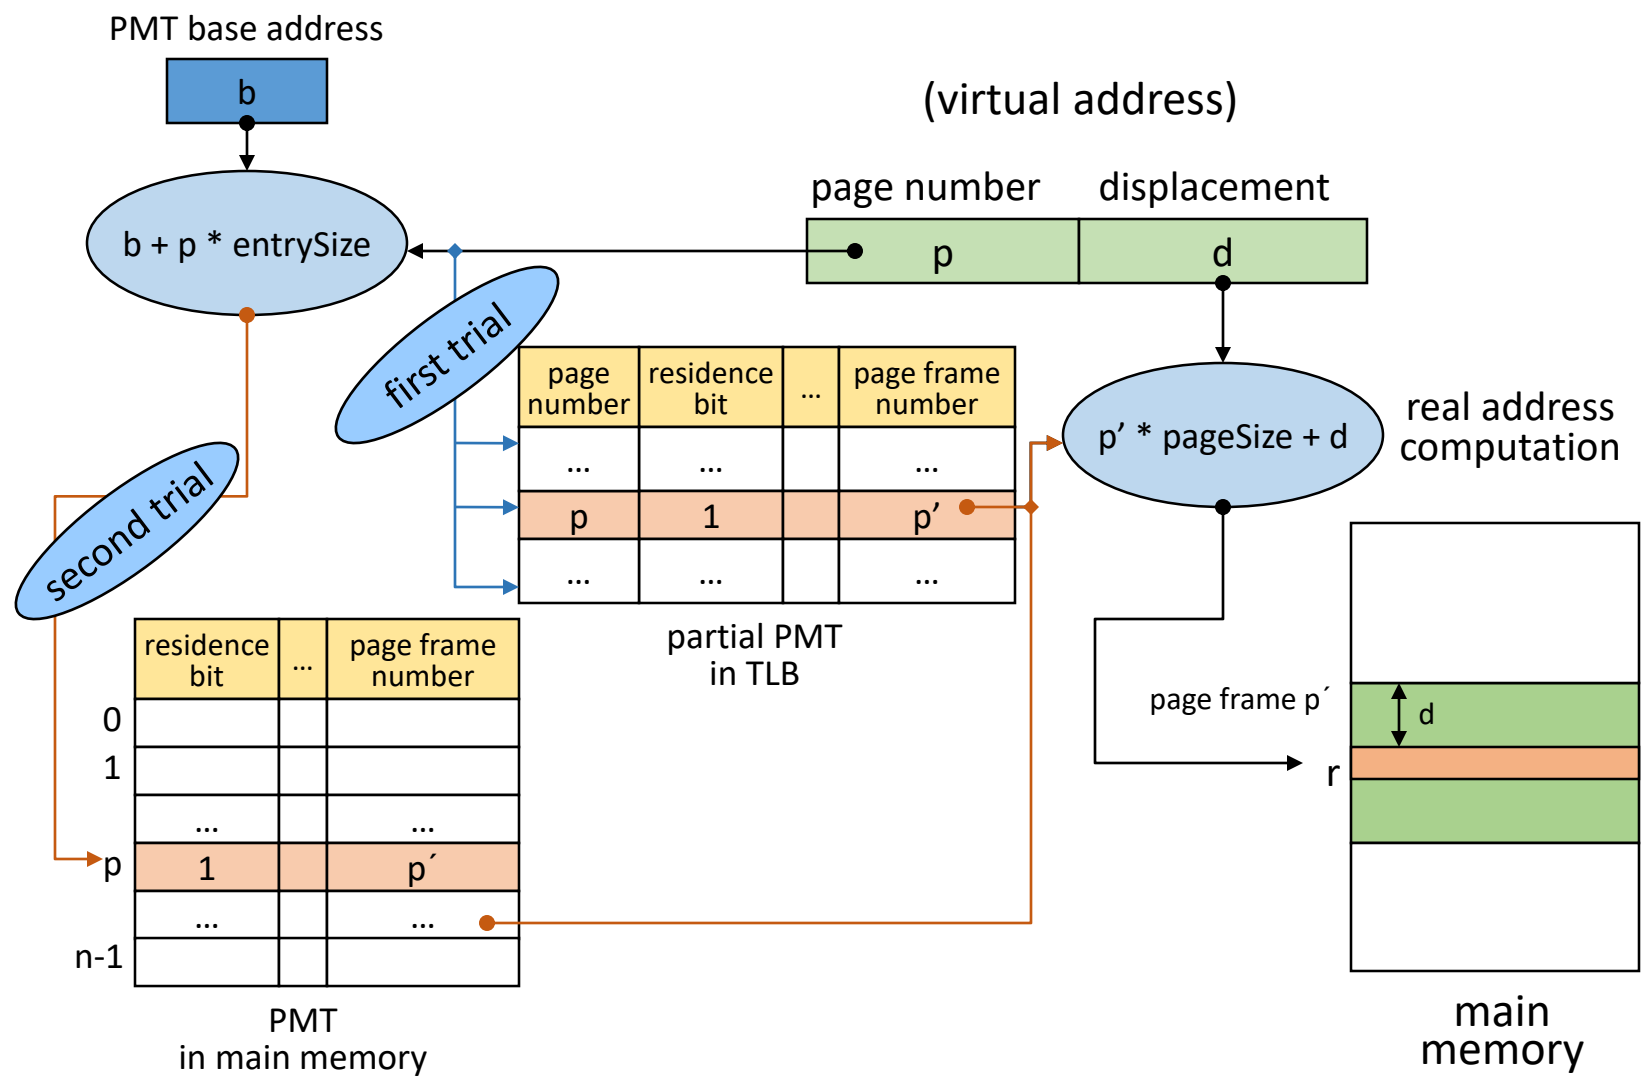 PMT base address
b
b + p * entrySize
(virtual address)
page number displacement
p d
first trial
second trial
page
number
residence
bit
...
page frame
number
... ... ...
p 1 p’
... ... ...
partial PMT
in TLB
p’ * pageSize + d
real address
computation
residence
bit
...
page frame
number
0
1
... ...
p 1 p´
... ...
n-1
PMT
in main memory
page frame p´
d
r
main
memory